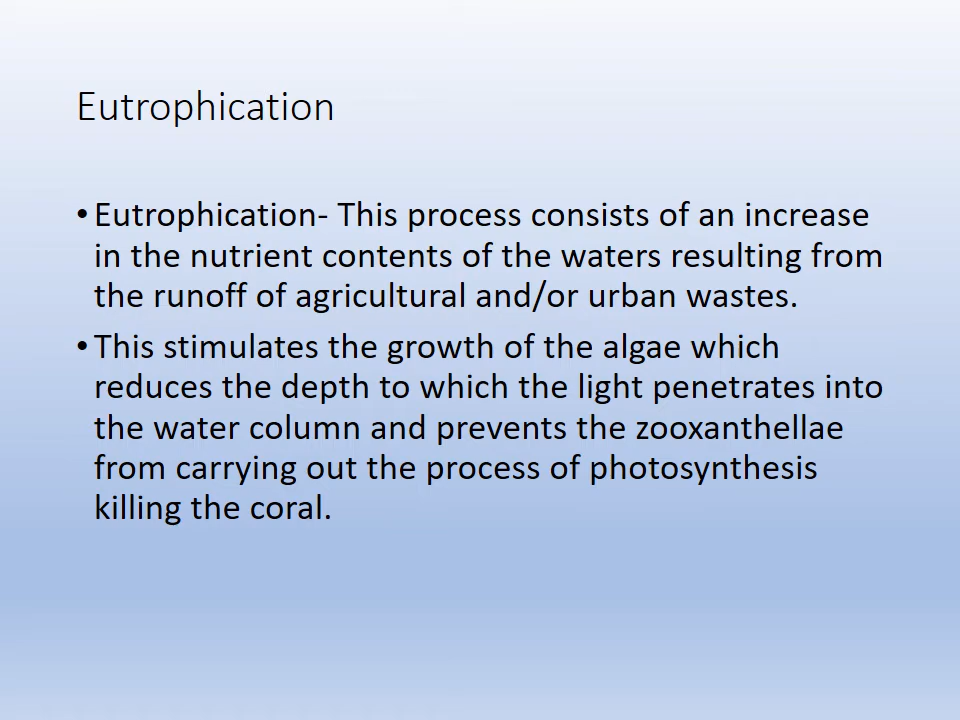 Eutrophication
•Eutrophication- This process consists of an increase
in the nutrient contents of the waters resulting from
the runoff of agricultural and/or urban wastes.
•This stimulates the growth of the algae which
reduces the depth to which the light penetrates into
the water column and prevents the zooxanthellae
from carrying out the process of photosynthesis
killing the coral.